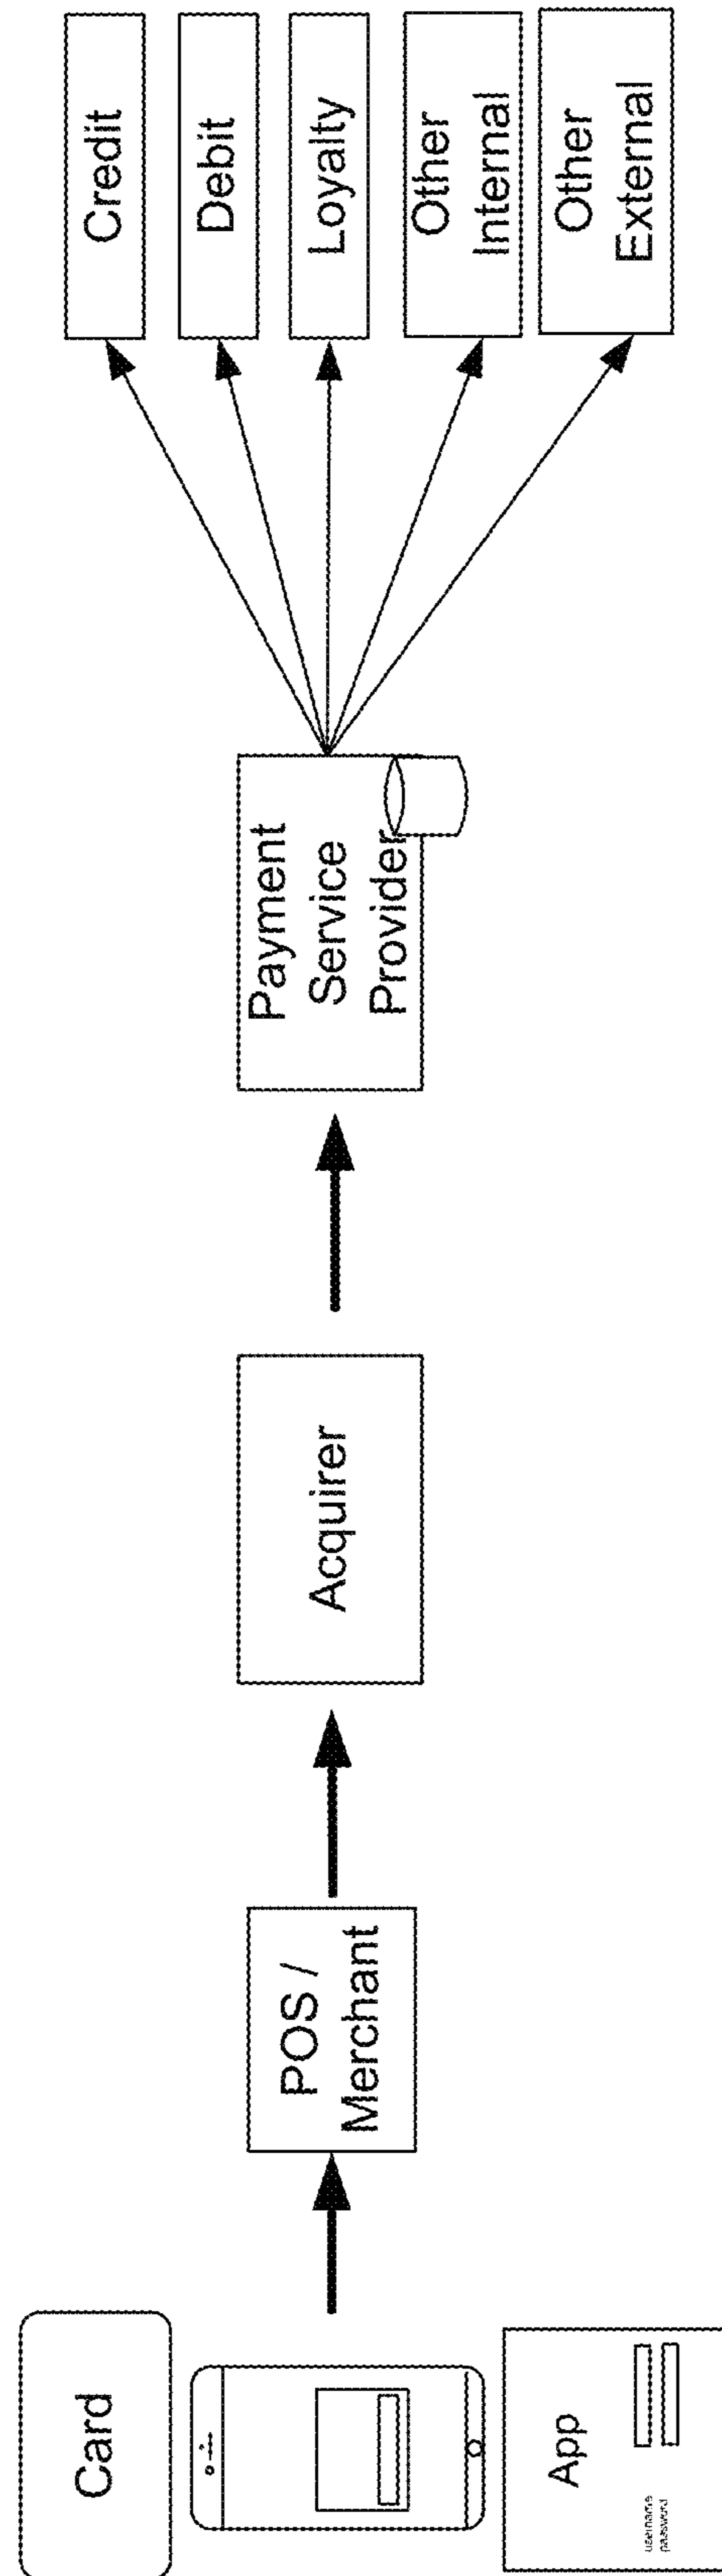 Card
App
username
password
POS /
Merchant
Acquirer
Payment
Service
Provider
Credit
Debit
Loyalty
Other
Internal
Other
External